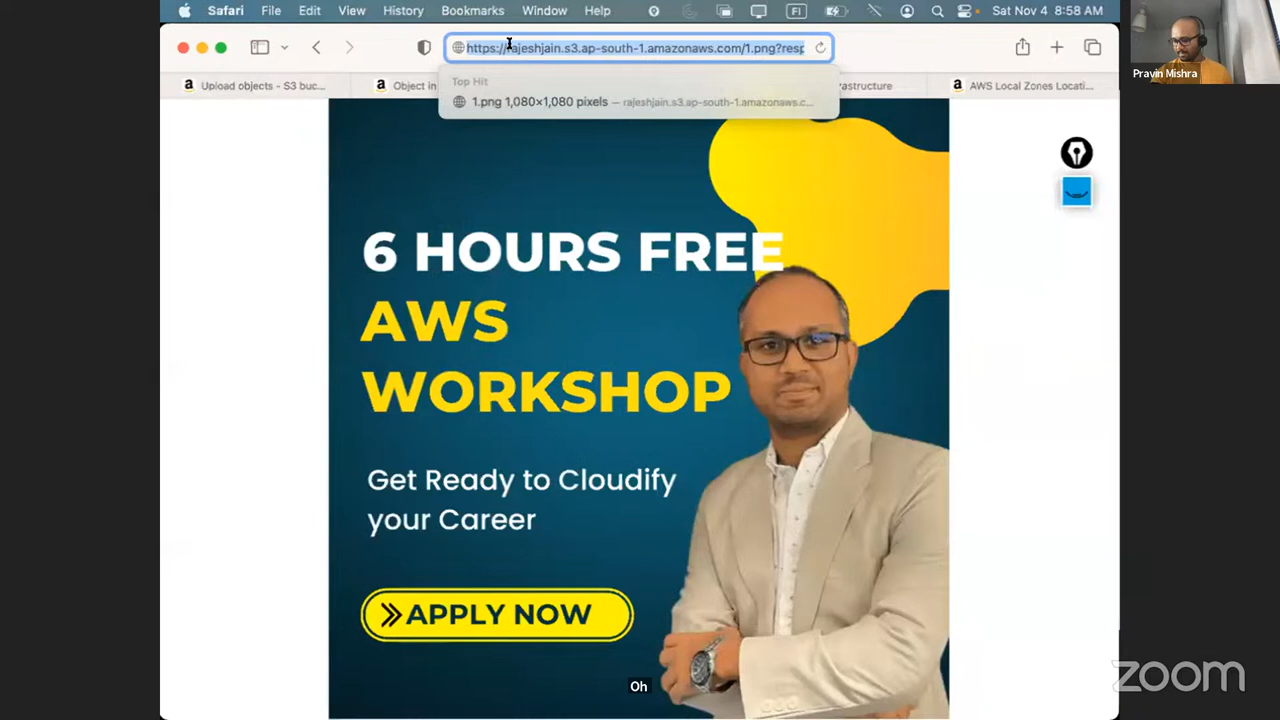 Safari File Edit View History Bookmarks Window Help FI Sat Nov 4 8:58 AM
https://rajeshjain.s3.ap-south-1.amazonaws.com/1.png?resp
Upload objects - S3 buc...
Object in
Top Hit
1.png 1,080×1,080 pixels — rajeshjain.s3.ap-south-1.amazonaws.c...
rastructure
AWS Local Zones Locati...
Pravin Mishra
6 HOURS FREE
AWS
WORKSHOP
Get Ready to Cloudify
your Career
APPLY NOW
Oh
zoom